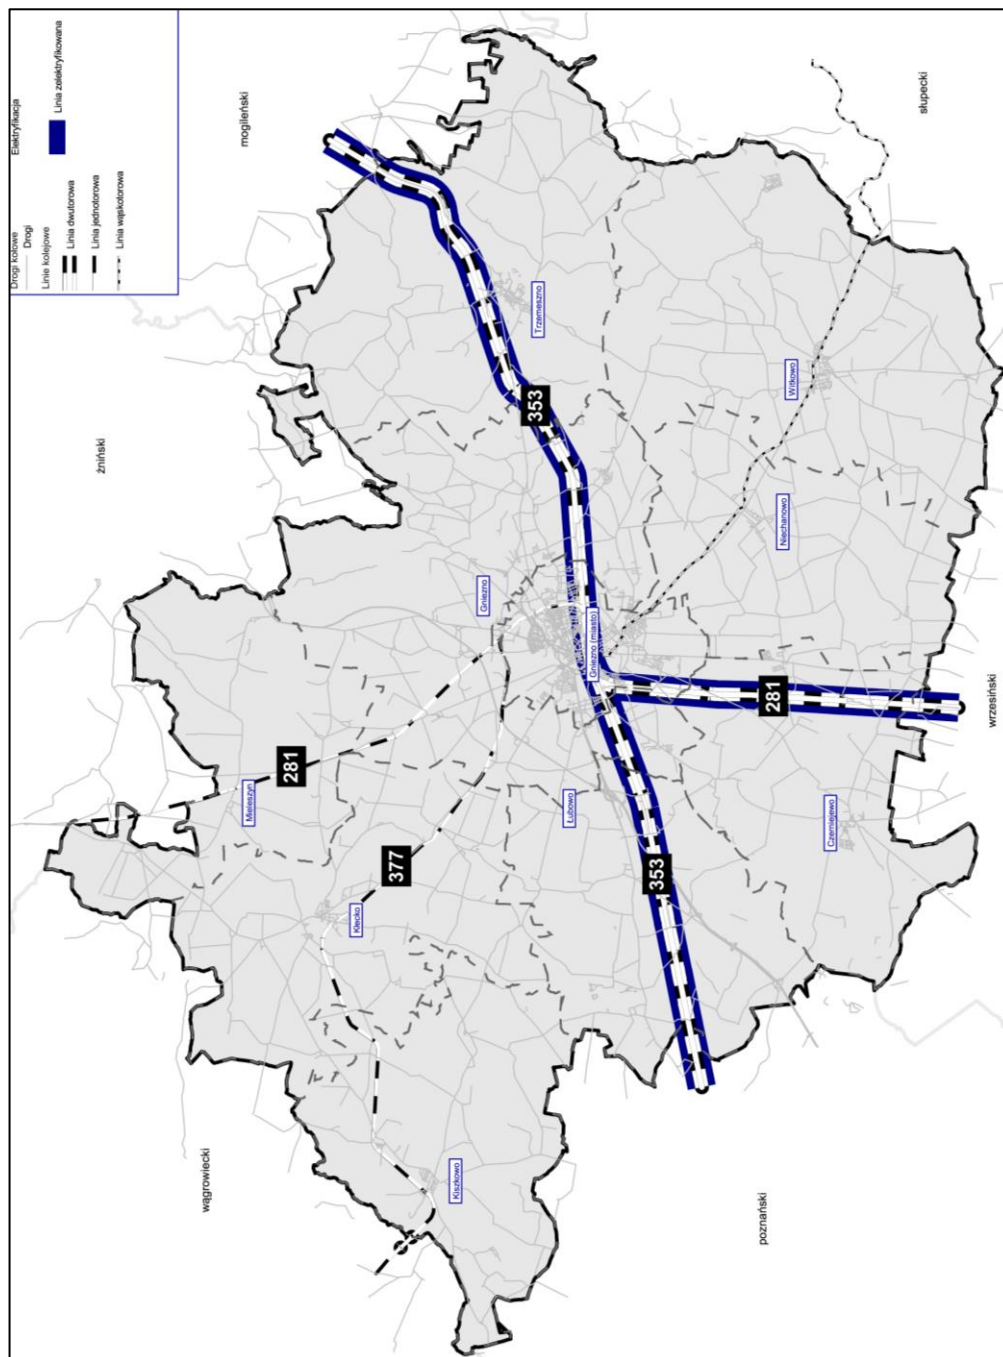 Drogi kołowe
Drogi
Linie kolejowe
Linia dwutorowa
Linia jednotorowa
Linia wąskotorowa
Elektryfikacja
Linia zelektryfikowana
wągrowiecki
żniński
mogileński
słupecki
wrzesiński
poznański
Kiszkowo
Kłecko
Mieleszyn
Gniezno
Gniezno (miasto)
Trzemeszno
Łubowo
Niechanowo
Witkowo
Czerniejewo
281
377
353
353
281